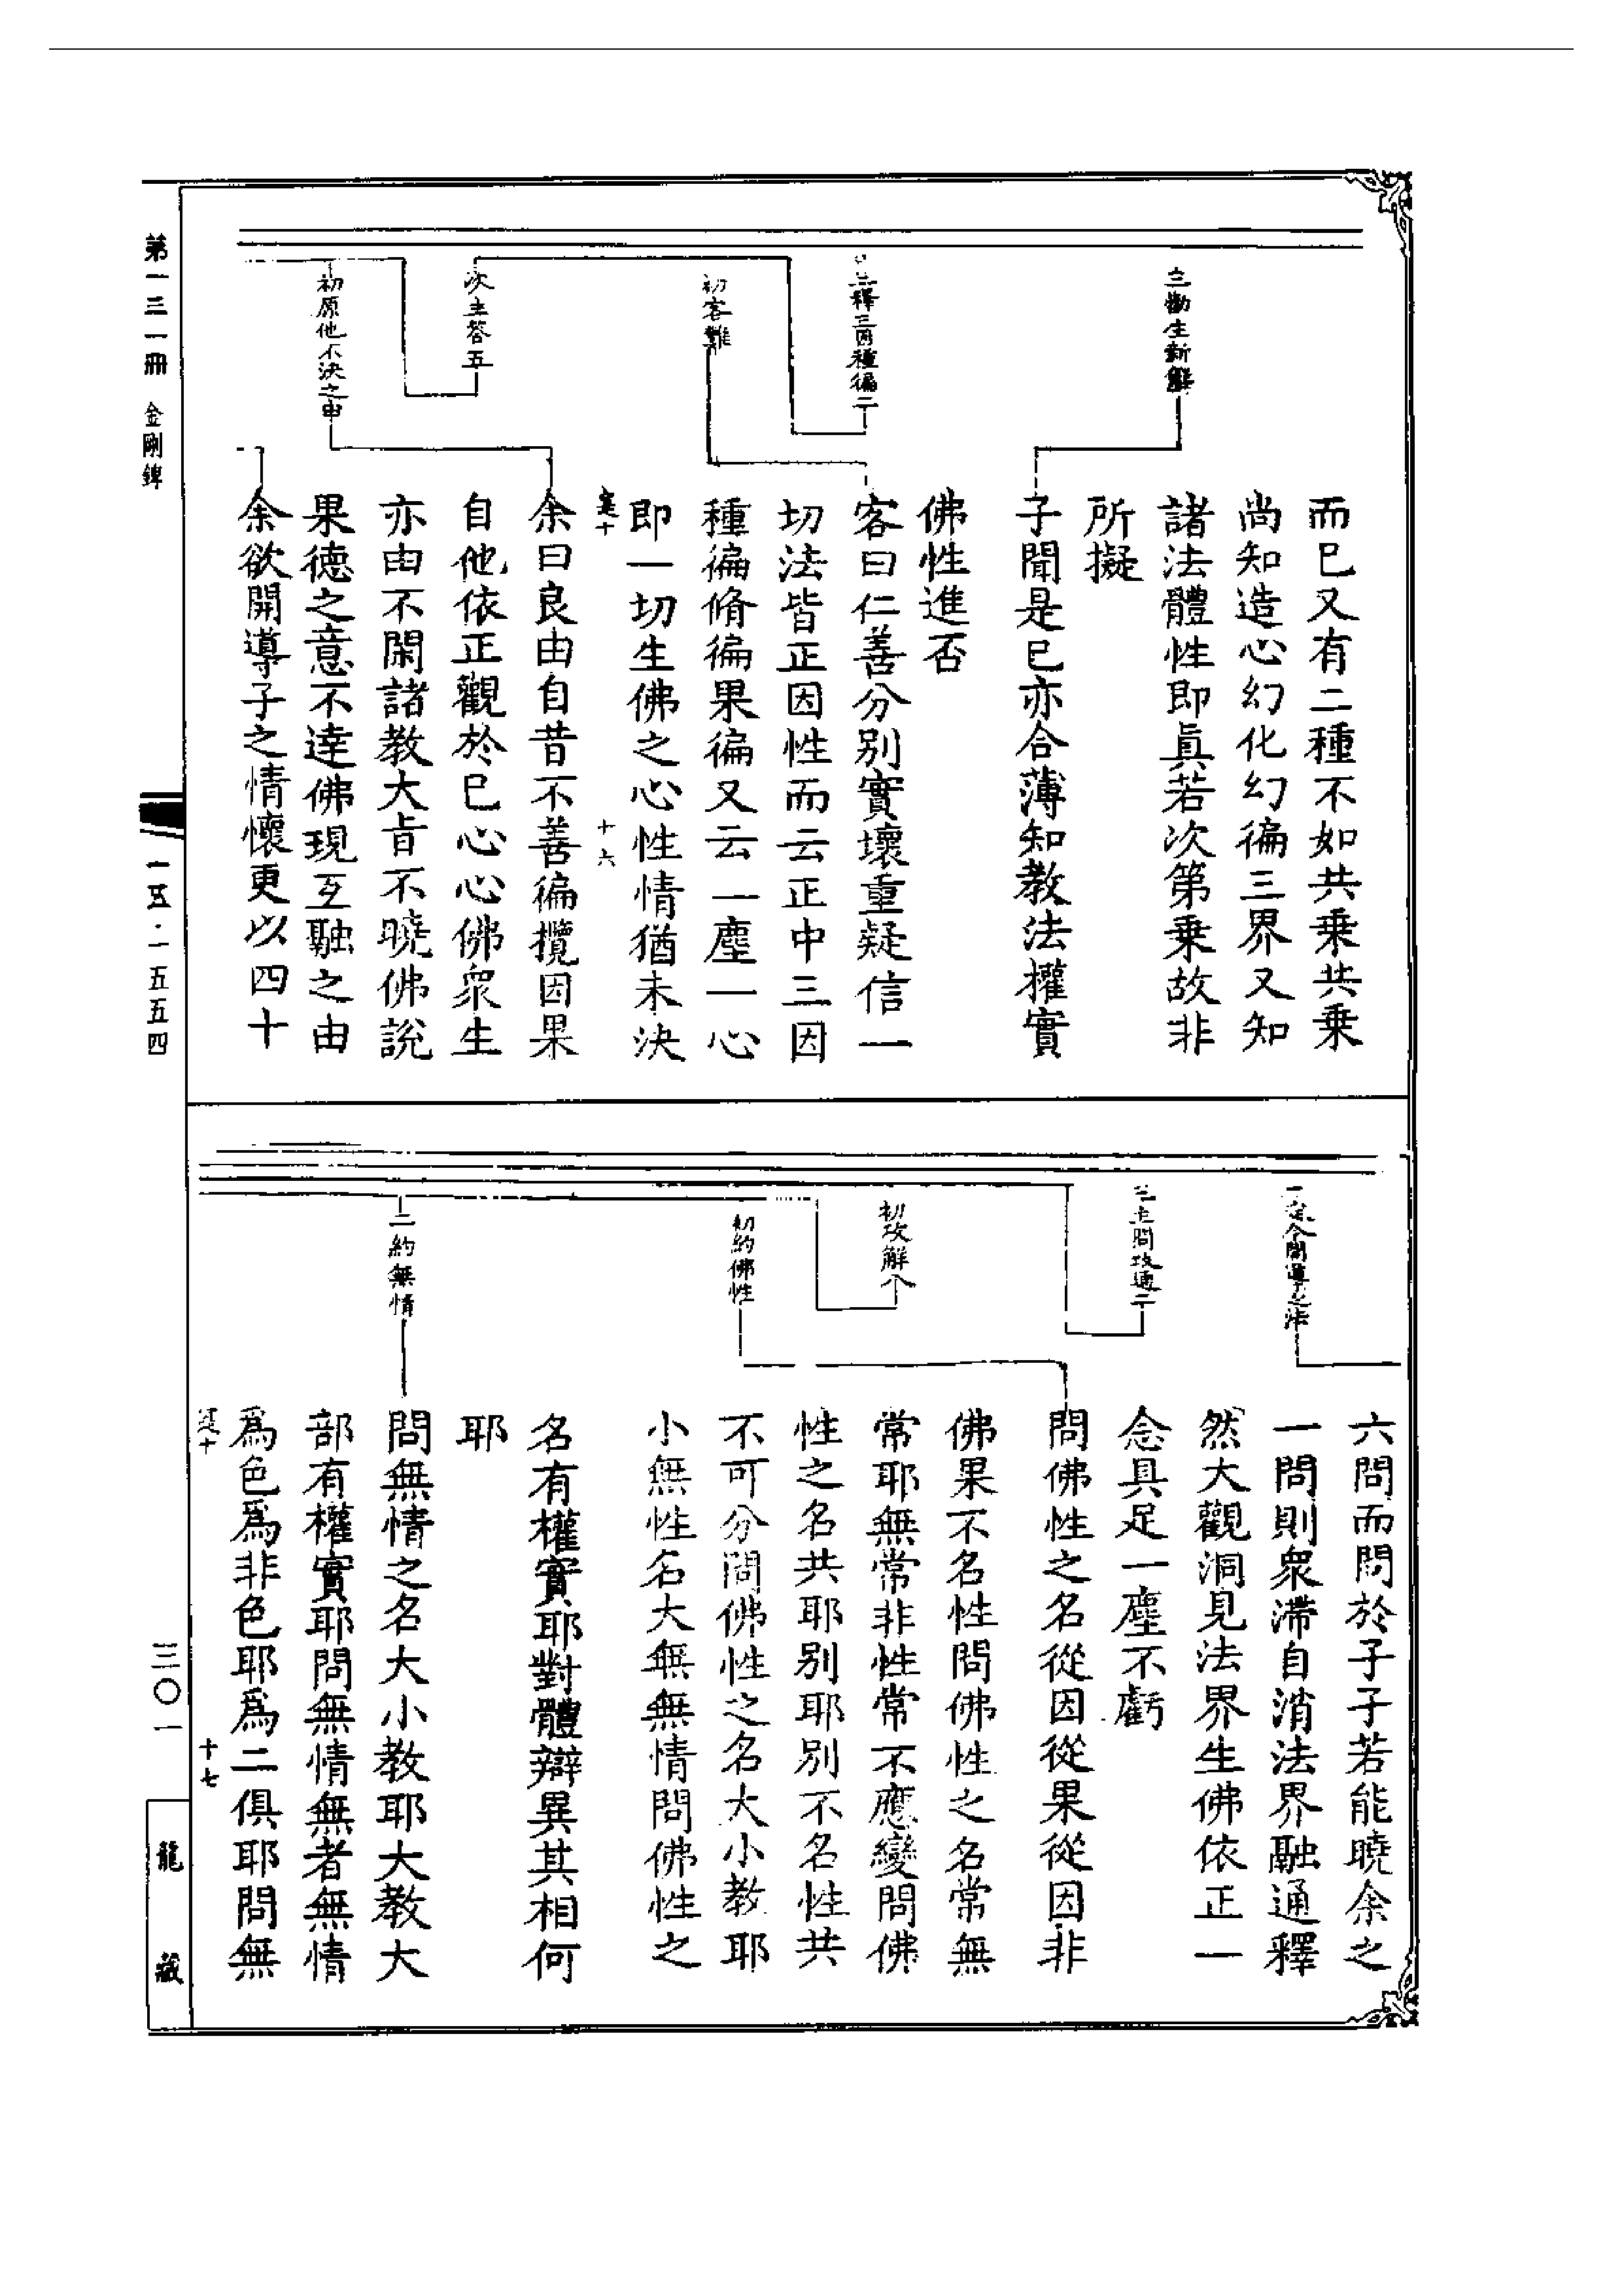 三勸生新解
而巳又有二種不如共乗共乗
尚知造心幻化幻徧三界又知
諸法體性即眞若次第乗故非
所擬
子聞是巳亦合薄知教法權實
佛性進否
三釋三因種徧二
初客難
客曰仁善分別實壞重疑信一
切法皆正因性而云正中三因
種徧脩徧果徧又云一塵一心
即一切生佛之心性情猶未決
十六
次主答五
初原他不決之由
余曰良由自昔不善徧攬因果
自他依正觀於巳心心佛衆生
亦由不閑諸教大旨不曉佛說
果德之意不達佛現互融之由
余欲開導子之情懷更以四十
六問而問於子子若能曉余之
一問則衆滯自消法界融通釋
然大觀洞見法界生佛依正一
念具足一塵不虧
三主問攻通二
初攻解八
初約佛性
問佛性之名從因從果從因非
佛果不名性問佛性之名常無
常耶無常非性常不應變問佛
性之名共耶別耶別不名性共
不可分問佛性之名大小教耶
小無性名大無無情問佛性之
名有權實耶對體辯異其相何
耶
二約無情
問無情之名大小教耶大教大
部有權實耶問無情無者無情
爲色爲非色耶爲二俱耶問無
十七
第一三一冊 金剛錍
一五·一五五四
三〇一
龍藏